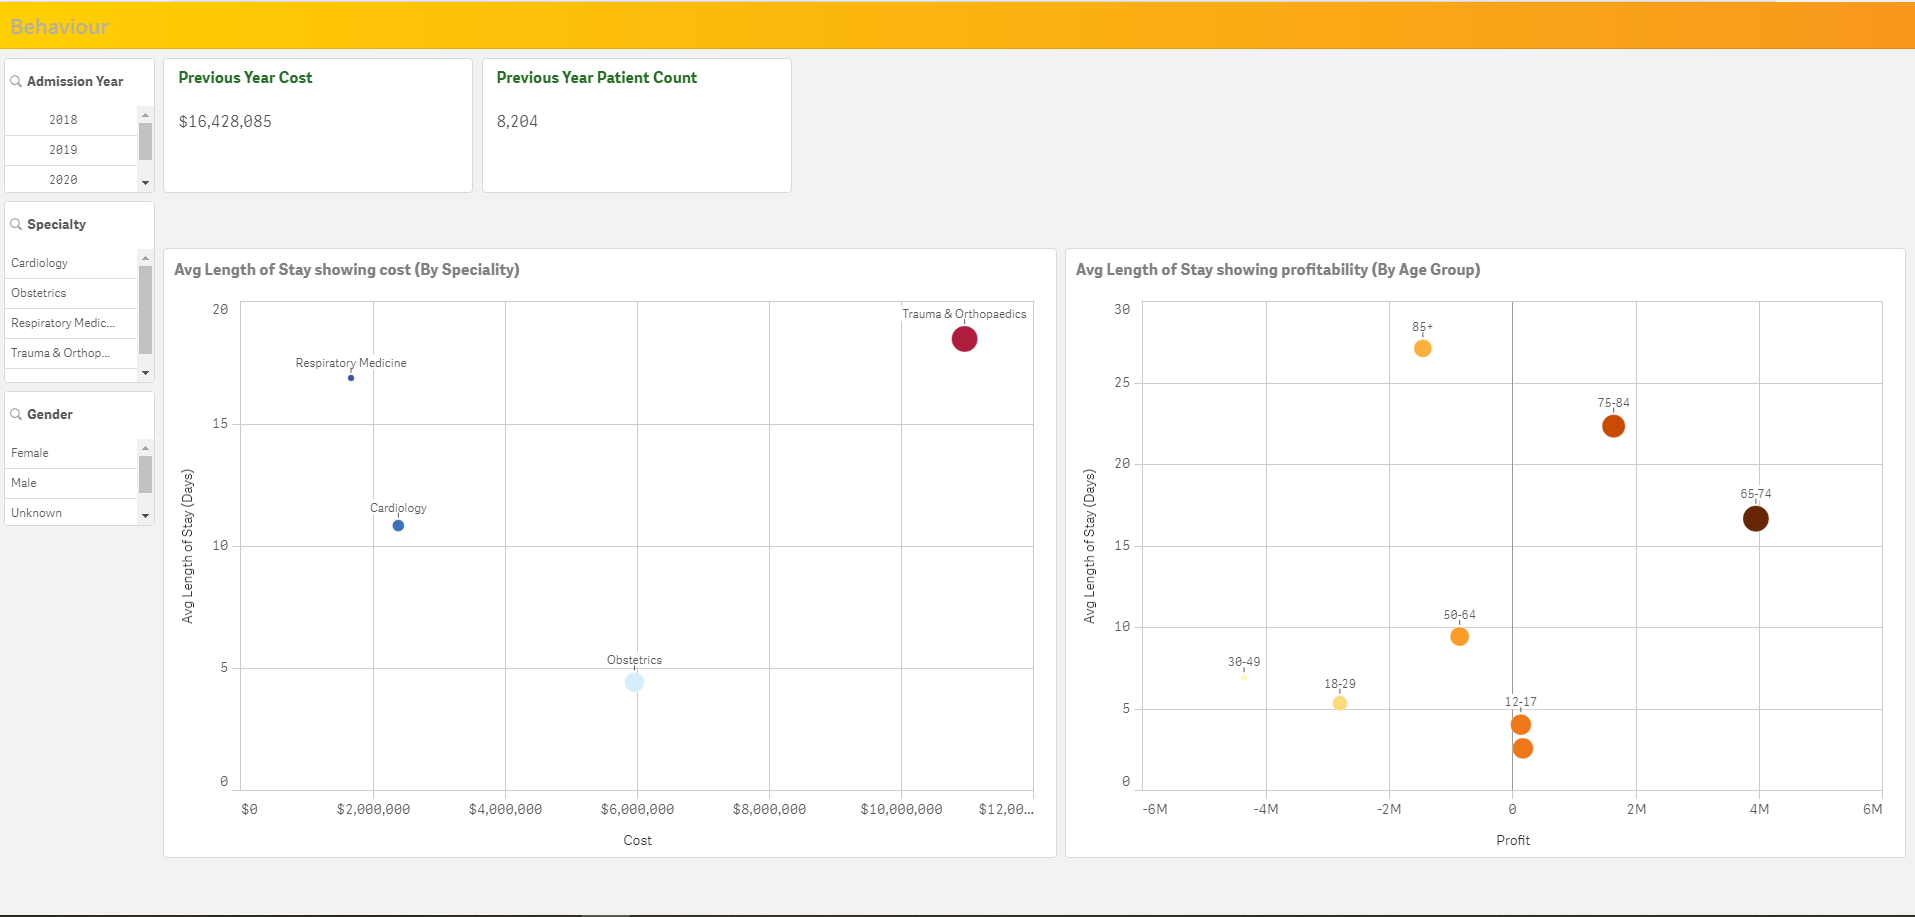 Behaviour
Admission Year
2018
2019
2020
Specialty
Cardiology
Obstetrics
Respiratory Medic...
Trauma & Orthop...
Gender
Female
Male
Unknown
Previous Year Cost
$16,428,085
Previous Year Patient Count
8,204
Avg Length of Stay showing cost (By Speciality)
Avg Length of Stay (Days)
20
15
10
5
0
Trauma & Orthopaedics
Respiratory Medicine
Cardiology
Obstetrics
$0 $2,000,000 $4,000,000 $6,000,000 $8,000,000 $10,000,000 $12,00...
Cost
Avg Length of Stay showing profitability (By Age Group)
Avg Length of Stay (Days)
30
25
20
15
10
5
0
85+
75-84
65-74
50-64
30-49
18-29
12-17
-6M -4M -2M 0 2M 4M 6M
Profit